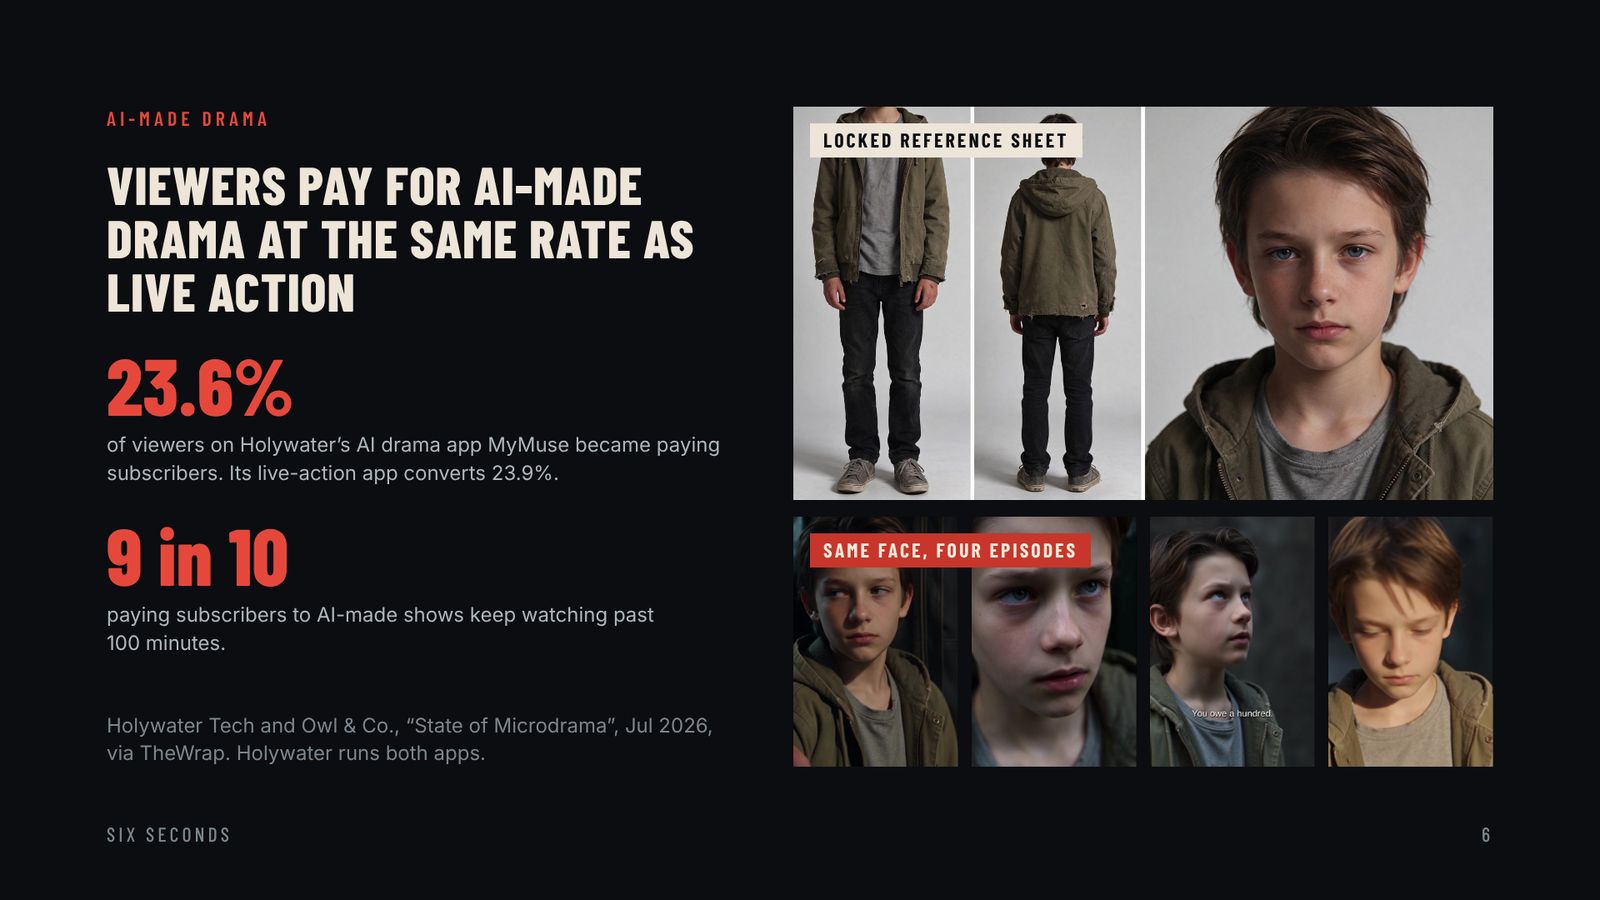 AI-MADE DRAMA
VIEWERS PAY FOR AI-MADE
DRAMA AT THE SAME RATE AS
LIVE ACTION
23.6%
of viewers on Holywater’s AI drama app MyMuse became paying
subscribers. Its live-action app converts 23.9%.
9 in 10
paying subscribers to AI-made shows keep watching past
100 minutes.
Holywater Tech and Owl & Co., “State of Microdrama”, Jul 2026,
via TheWrap. Holywater runs both apps.
LOCKED REFERENCE SHEET
SAME FACE, FOUR EPISODES
You owe a hundred.
SIX SECONDS
6